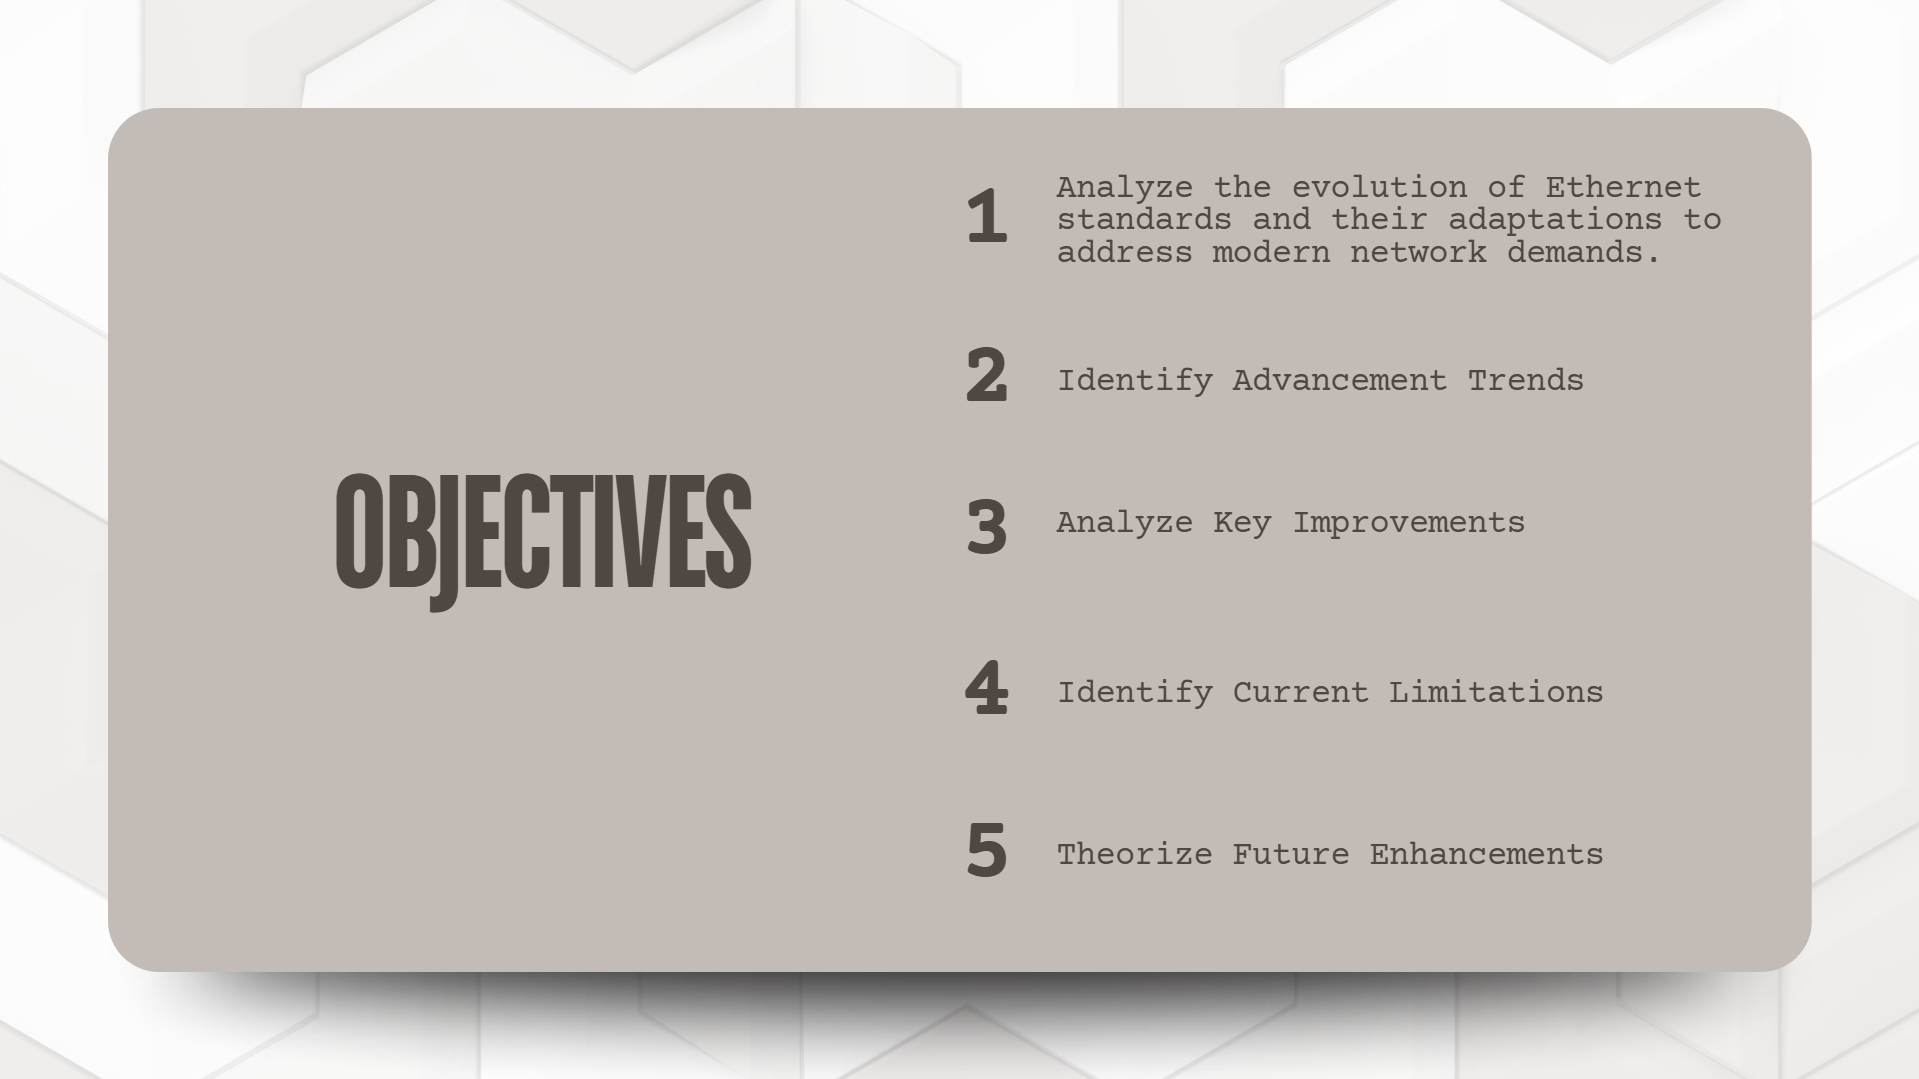 OBJECTIVES
1
Analyze the evolution of Ethernet
standards and their adaptations to
address modern network demands.
2
Identify Advancement Trends
3
Analyze Key Improvements
4
Identify Current Limitations
5
Theorize Future Enhancements